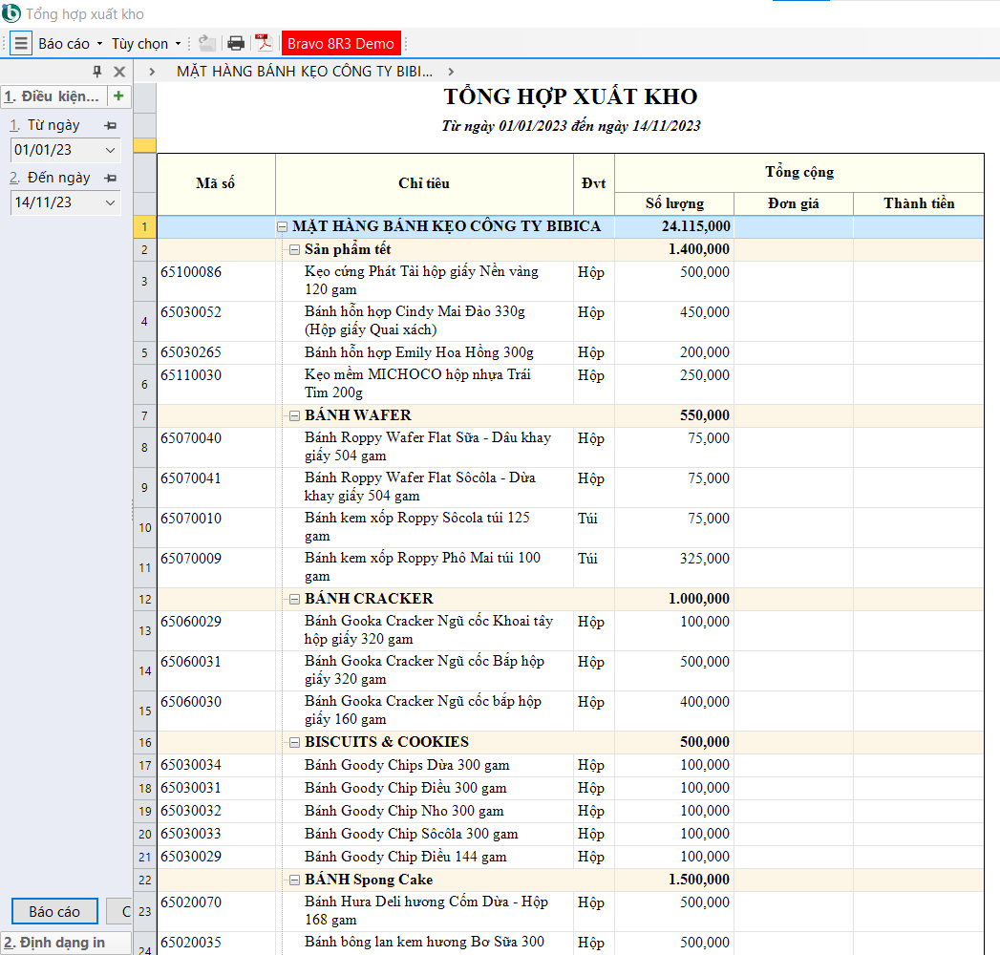 Tổng hợp xuất kho
Báo cáo Tùy chọn Bravo 8R3 Demo
MẶT HÀNG BÁNH KẸO CÔNG TY BIBI...
1. Điều kiện...
1. Từ ngày
01/01/23
2. Đến ngày
14/11/23
TỔNG HỢP XUẤT KHO
Từ ngày 01/01/2023 đến ngày 14/11/2023
Mã số Chỉ tiêu Đvt Tổng cộng
Số lượng Đơn giá Thành tiền
1 MẶT HÀNG BÁNH KẸO CÔNG TY BIBICA 24.115,000
2 Sản phẩm tết 1.400,000
3 65100086 Kẹo cứng Phát Tài hộp giấy Nền vàng Hộp 500,000
120 gam
4 65030052 Bánh hỗn hợp Cindy Mai Đào 330g Hộp 450,000
(Hộp giấy Quai xách)
5 65030265 Bánh hỗn hợp Emily Hoa Hồng 300g Hộp 200,000
6 65110030 Kẹo mềm MICHOCO hộp nhựa Trái Hộp 250,000
Tim 200g
7 BÁNH WAFER 550,000
8 65070040 Bánh Roppy Wafer Flat Sữa - Dâu khay Hộp 75,000
giấy 504 gam
9 65070041 Bánh Roppy Wafer Flat Sôcôla - Dừa Hộp 75,000
khay giấy 504 gam
10 65070010 Bánh kem xốp Roppy Sôcola túi 125 Túi 75,000
gam
11 65070009 Bánh kem xốp Roppy Phô Mai túi 100 Túi 325,000
gam
12 BÁNH CRACKER 1.000,000
13 65060029 Bánh Gooka Cracker Ngũ cốc Khoai tây Hộp 100,000
hộp giấy 320 gam
14 65060031 Bánh Gooka Cracker Ngũ cốc Bắp hộp Hộp 500,000
giấy 320 gam
15 65060030 Bánh Gooka Cracker Ngũ cốc bắp hộp Hộp 400,000
giấy 160 gam
16 BISCUITS & COOKIES 500,000
17 65030034 Bánh Goody Chips Dừa 300 gam Hộp 100,000
18 65030031 Bánh Goody Chip Điều 300 gam Hộp 100,000
19 65030032 Bánh Goody Chip Nho 300 gam Hộp 100,000
20 65030033 Bánh Goody Chip Sôcôla 300 gam Hộp 100,000
21 65030029 Bánh Goody Chip Điều 144 gam Hộp 100,000
22 BÁNH Spong Cake 1.500,000
23 65020070 Bánh Hura Deli hương Cốm Dừa - Hộp Hộp 500,000
168 gam
24 65020035 Bánh bông lan kem hương Bơ Sữa 300 Hộp 500,000
Báo cáo C
2. Định dạng in